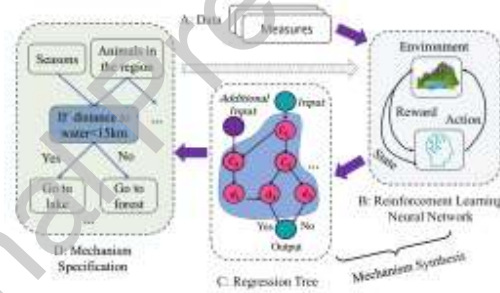 A: Data
Measures
Seasons
Animals in
the region
...
If distance to
water<15km
Yes
No
Go to
lake
Go to
forest
...
D: Mechanism
Specification
Additional
Input
Input
...
Yes
No
Output
C: Regression Tree
Environment
Reward
Action
State
B: Reinforcement Learning
Neural Network
Mechanism Synthesis